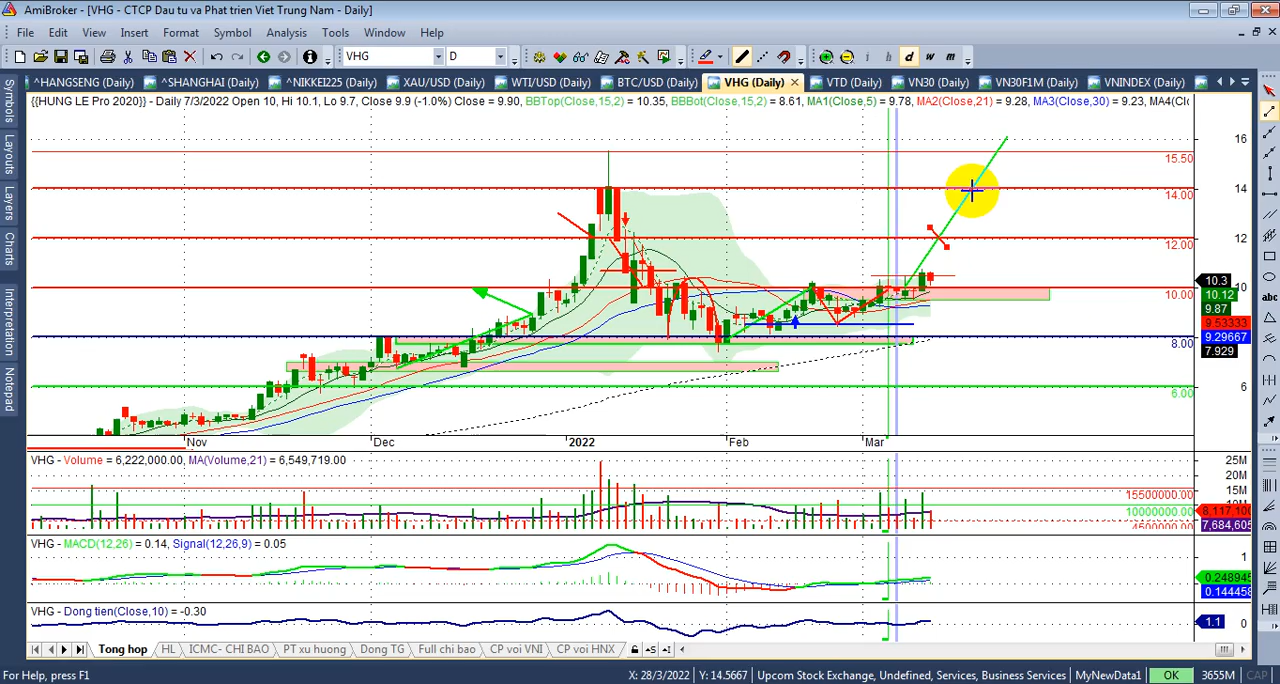 AmiBroker - [VHG - CTCP Dau tu va Phat trien Viet Trung Nam - Daily]
File Edit View Insert Format Symbol Analysis Tools Window Help
VHG D i h d w m
^HANGSENG (Daily) ^SHANGHAI (Daily) ^NIKKEI225 (Daily) XAU/USD (Daily) WTI/USD (Daily) BTC/USD (Daily) VHG (Daily) VTD (Daily) VN30 (Daily) VN30F1M (Daily) VNINDEX (Daily)
Symbols
Layouts
Layers
Charts
Interpretation
Notepad
{{HUNG LE Pro 2020}} - Daily 7/3/2022 Open 10, Hi 10.1, Lo 9.7, Close 9.9 (-1.0%) Close = 9.90, BBTop(Close,15,2) = 10.35, BBBot(Close,15,2) = 8.61, MA1(Close,5) = 9.78, MA2(Close,21) = 9.28, MA3(Close,30) = 9.23, MA4(Clo
16
15.50
14
14.00
12
12.00
10.3
10
10.12
10.00
9.87
9.53333
9.29667
8.00
7.929
6
6.00
Nov Dec 2022 Feb Mar
VHG - Volume = 6,222,000.00, MA(Volume,21) = 6,549,719.00
25M
20M
15M
15500000.00
10M
10000000.00
8,117,100
7,684,605
4500000.00
VHG - MACD(12,26) = 0.14, Signal(12,26,9) = 0.05
1
0.248945
0.144458
VHG - Dong tien(Close,10) = -0.30
1.1
0
Tong hop HL ICMC- CHI BAO PT xu huong Dong TG Full chi bao CP voi VNI CP voi HNX
For Help, press F1
X: 28/3/2022 Y: 14.5667 Upcom Stock Exchange, Undefined, Services, Business Services MyNewData1 OK 3655M CAP
abc